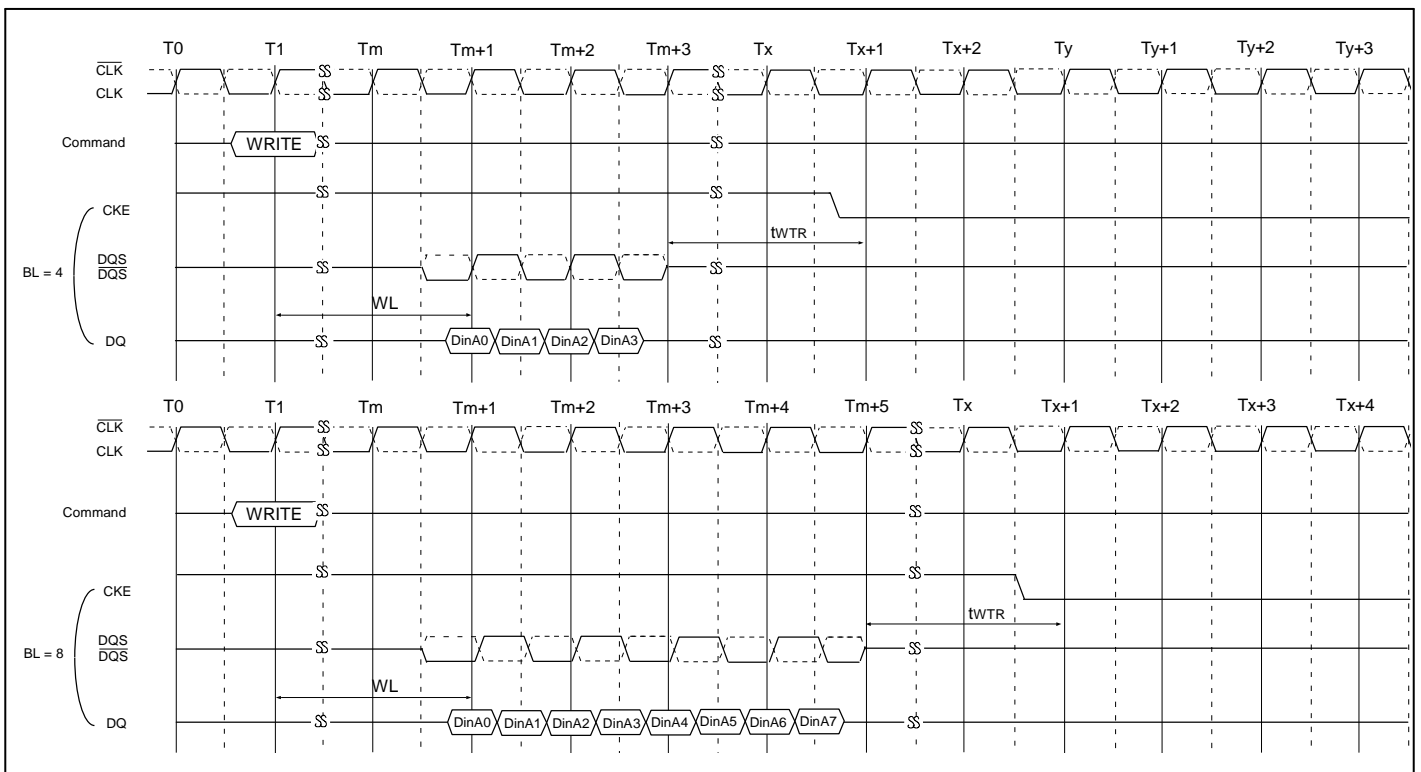 T0 T1 Tm Tm+1 Tm+2 Tm+3 Tx Tx+1 Tx+2 Ty Ty+1 Ty+2 Ty+3
CLK
CLK
Command WRITE
CKE
tWTR
BL = 4
DQS
DQS
WL
DQ DinA0 DinA1 DinA2 DinA3
T0 T1 Tm Tm+1 Tm+2 Tm+3 Tm+4 Tm+5 Tx Tx+1 Tx+2 Tx+3 Tx+4
CLK
CLK
Command WRITE
CKE
tWTR
BL = 8
DQS
DQS
WL
DQ DinA0 DinA1 DinA2 DinA3 DinA4 DinA5 DinA6 DinA7